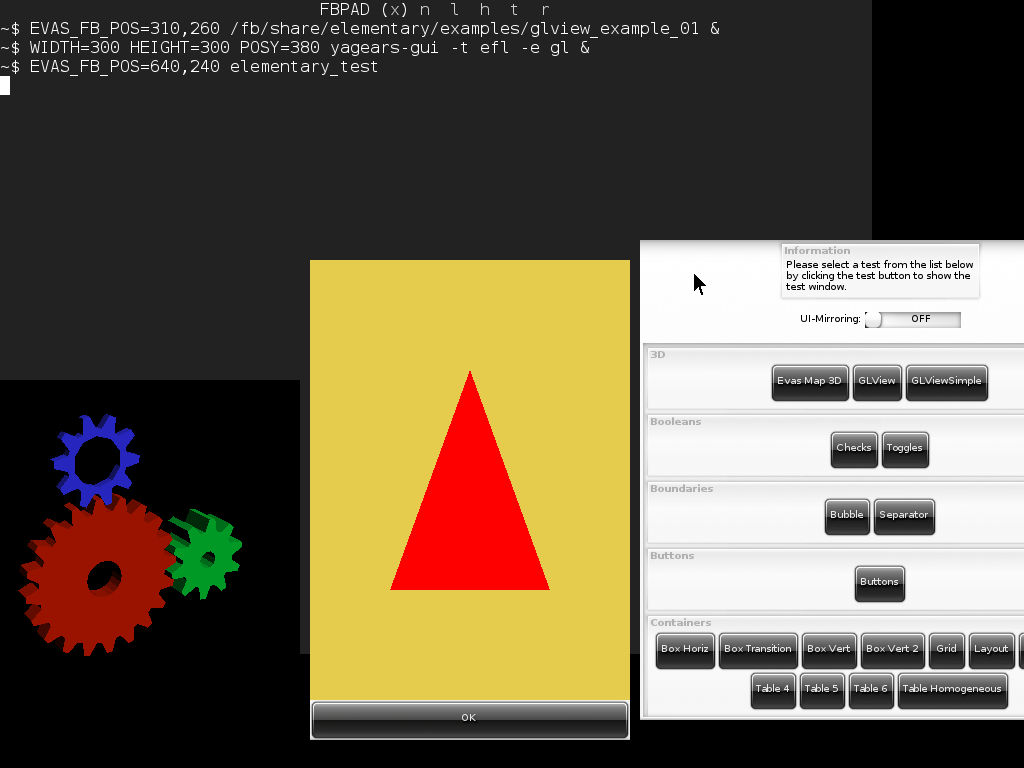 FBPAD (x) n l h t r
~$ EVAS_FB_POS=310,260 /fb/share/elementary/examples/glview_example_01 &
~$ WIDTH=300 HEIGHT=300 POSY=380 yagears-gui -t efl -e gl &
~$ EVAS_FB_POS=640,240 elementary_test
Information
Please select a test from the list below
by clicking the test button to show the
test window.
UI-Mirroring: OFF
3D
Evas Map 3D GLView GLViewSimple
Booleans
Checks Toggles
Boundaries
Bubble Separator
Buttons
Buttons
Containers
Box Horiz Box Transition Box Vert Box Vert 2 Grid Layout
Table 4 Table 5 Table 6 Table Homogeneous
OK